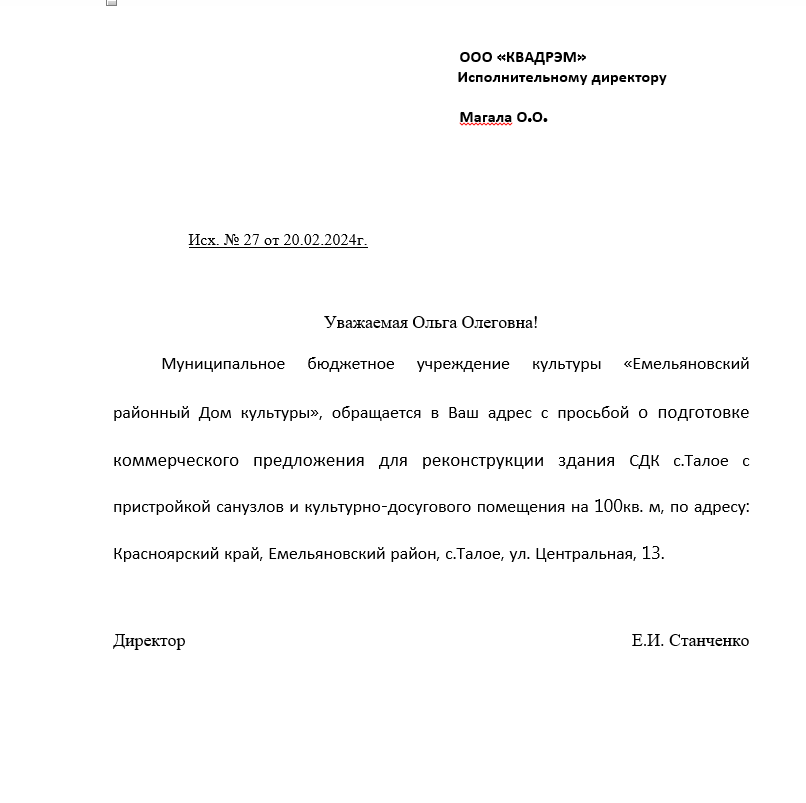 ООО «КВАДРЭМ»
Исполнительному директору
Магала О.О.
Исх. № 27 от 20.02.2024г.
Уважаемая Ольга Олеговна!
Муниципальное бюджетное учреждение культуры «Емельяновский
районный Дом культуры», обращается в Ваш адрес с просьбой о подготовке
коммерческого предложения для реконструкции здания СДК с.Талое с
пристройкой санузлов и культурно-досугового помещения на 100кв. м, по адресу:
Красноярский край, Емельяновский район, с.Талое, ул. Центральная, 13.
Директор Е.И. Станченко